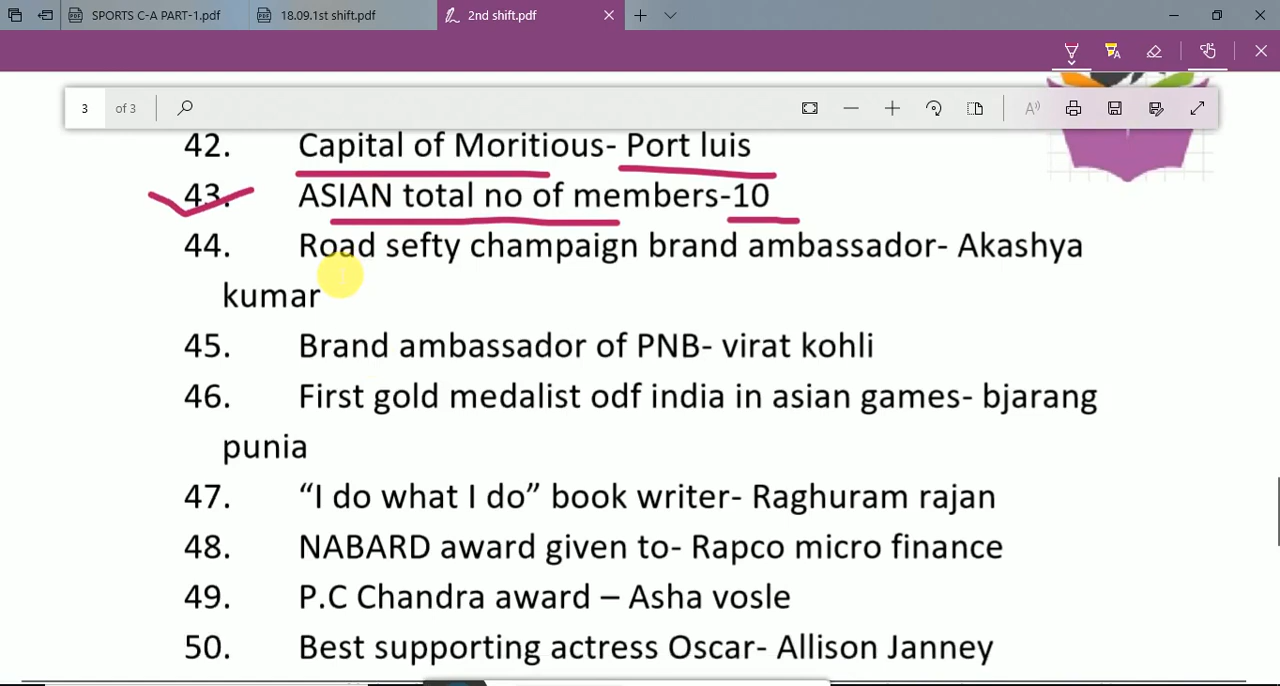 SPORTS C-A PART-1.pdf 18.09.1st shift.pdf 2nd shift.pdf
3 of 3
42. Capital of Moritious- Port luis
43. ASIAN total no of members-10
44. Road sefty champaign brand ambassador- Akashya
kumar
45. Brand ambassador of PNB- virat kohli
46. First gold medalist odf india in asian games- bjarang
punia
47. “I do what I do” book writer- Raghuram rajan
48. NABARD award given to- Rapco micro finance
49. P.C Chandra award – Asha vosle
50. Best supporting actress Oscar- Allison Janney